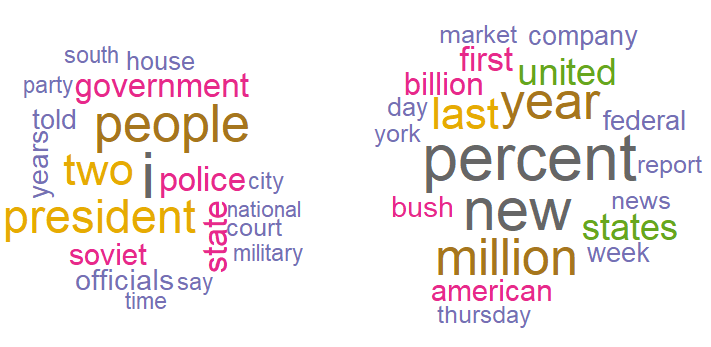 south house
party government
told people
years two i police city
president state national
court
soviet military
officials say
time
market company
first
billion united
day last year federal
york percent report
bush new news
states
million week
american
thursday